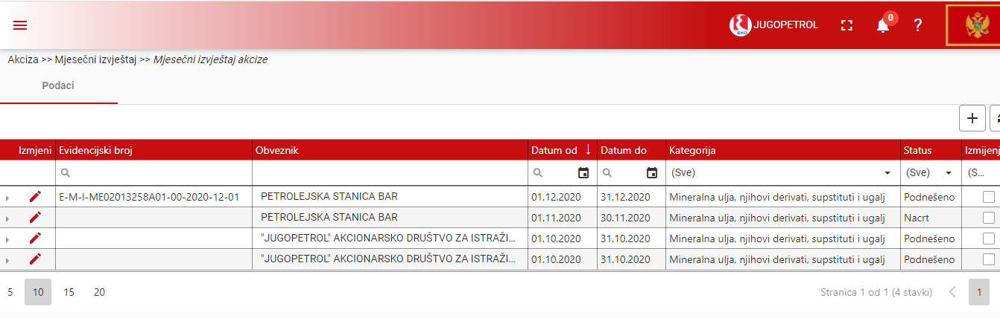 EKO JUGOPETROL 0 ?
Akciza >> Mjesečni izvještaj >> Mjesečni izvještaj akcize
Podaci
Izmjeni Evidencijski broj Obveznik Datum od ↓ Datum do Kategorija Status Izmijenj
(Sve) (Sve) (S...
E-M-I-ME02013258A01-00-2020-12-01 PETROLEJSKA STANICA BAR 01.12.2020 31.12.2020 Mineralna ulja, njihovi derivati, supstituti i ugalj Podnešeno
PETROLEJSKA STANICA BAR 01.11.2020 30.11.2020 Mineralna ulja, njihovi derivati, supstituti i ugalj Nacrt
"JUGOPETROL" AKCIONARSKO DRUŠTVO ZA ISTRAŽI... 01.10.2020 31.10.2020 Mineralna ulja, njihovi derivati, supstituti i ugalj Podnešeno
"JUGOPETROL" AKCIONARSKO DRUŠTVO ZA ISTRAŽI... 01.10.2020 31.10.2020 Mineralna ulja, njihovi derivati, supstituti i ugalj Podnešeno
5 10 15 20 Stranica 1 od 1 (4 stavki) 1